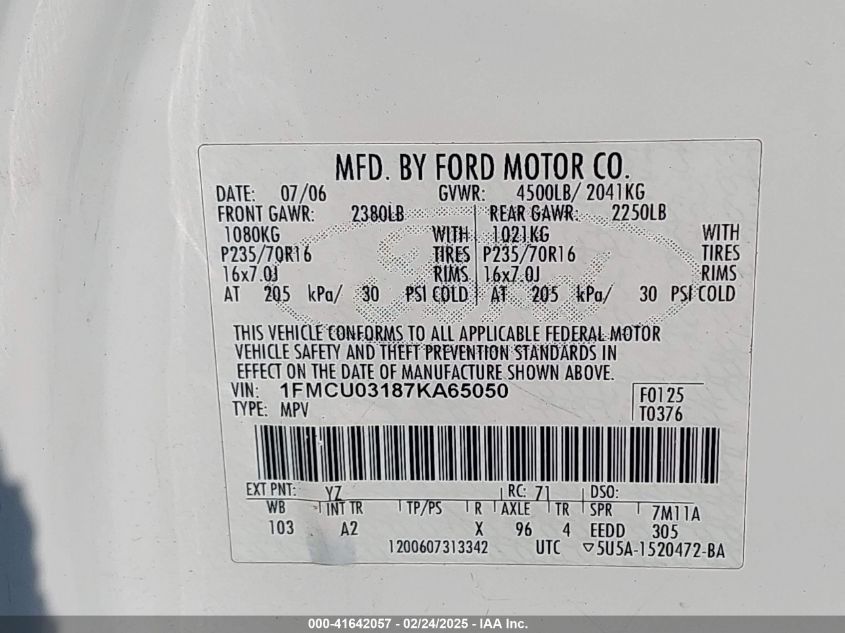 MFD. BY FORD MOTOR CO.
DATE: 07/06 GVWR: 4500LB/ 2041KG
FRONT GAWR: 2380LB REAR GAWR: 2250LB
1080KG WITH 1021KG WITH
P235/70R16 TIRES P235/70R16 TIRES
16x7.0J RIMS 16x7.0J RIMS
AT 205 kPa/ 30 PSI COLD AT 205 kPa/ 30 PSI COLD
THIS VEHICLE CONFORMS TO ALL APPLICABLE FEDERAL MOTOR
VEHICLE SAFETY AND THEFT PREVENTION STANDARDS IN
EFFECT ON THE DATE OF MANUFACTURE SHOWN ABOVE.
VIN: 1FMCU03187KA65050 F0125
TYPE: MPV T0376
EXT PNT: YZ RC: 71 DSO:
WB INT TR TP/PS R AXLE TR SPR 7M11A
103 A2 X 96 4 EEDD 305
1200607313342 UTC ▽5U5A-1520472-BA
000-41642057 - 02/24/2025 - IAA Inc.